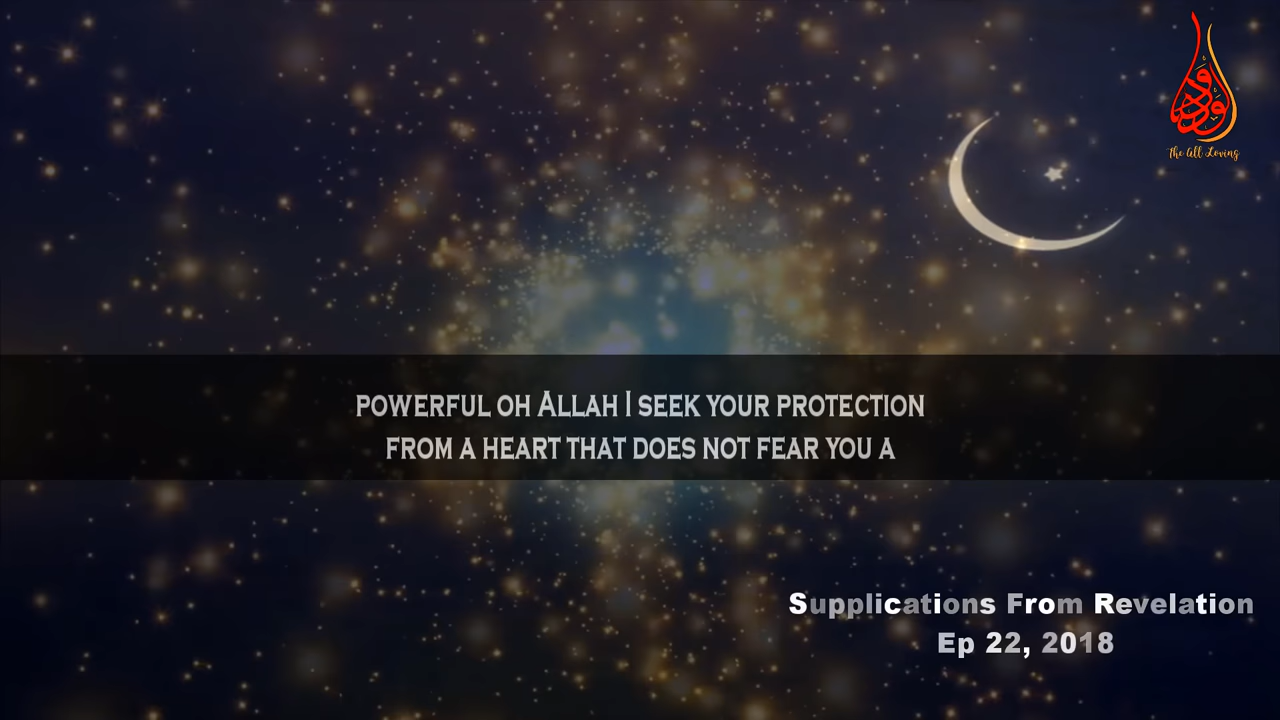 الودود
The All Loving
POWERFUL OH ALLAH I SEEK YOUR PROTECTION
FROM A HEART THAT DOES NOT FEAR YOU A
Supplications From Revelation
Ep 22, 2018